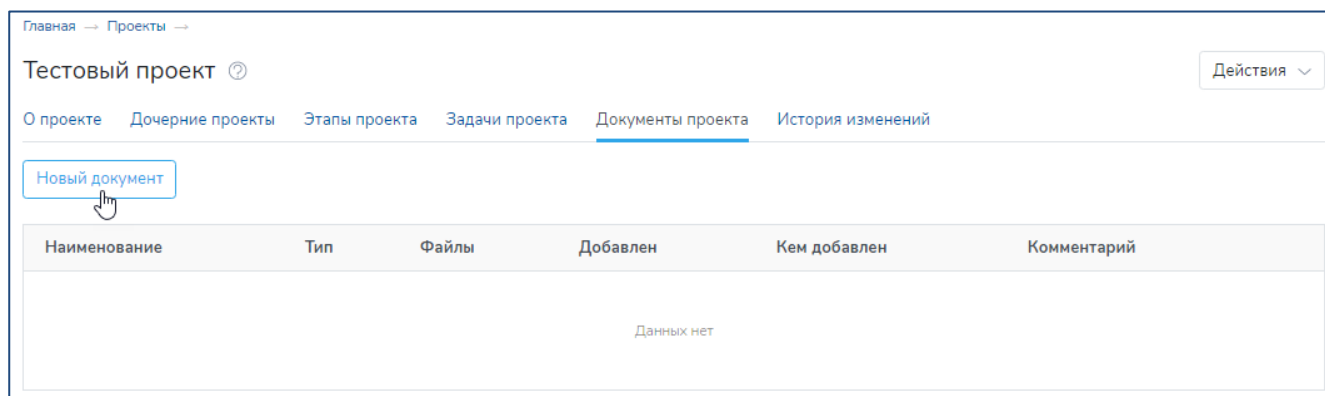 Главная → Проекты →
Тестовый проект ?
Действия
О проекте Дочерние проекты Этапы проекта Задачи проекта Документы проекта История изменений
Новый документ
Наименование Тип Файлы Добавлен Кем добавлен Комментарий
Данных нет